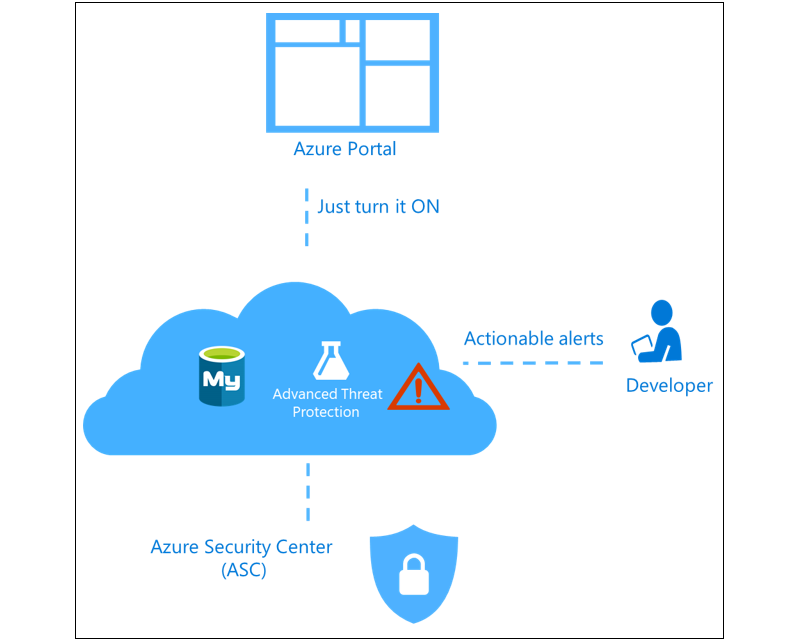 Azure Portal
Just turn it ON
Actionable alerts
Developer
My
Advanced Threat
Protection
Azure Security Center
(ASC)